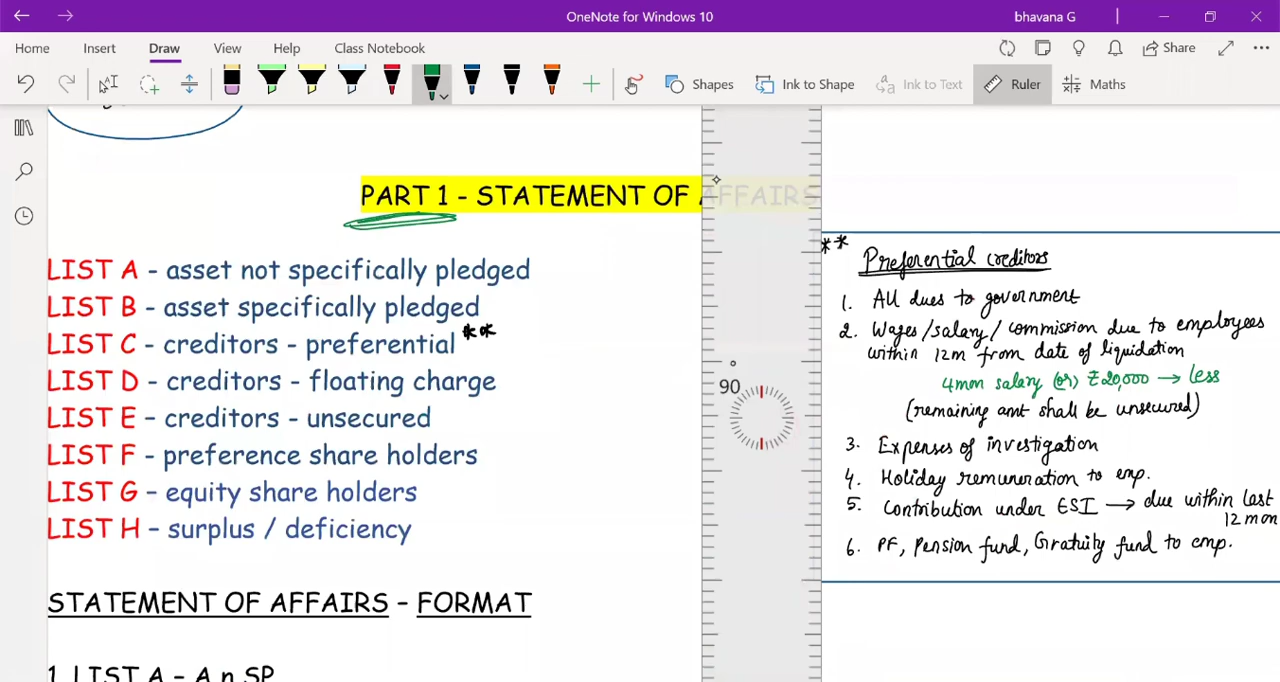 OneNote for Windows 10
bhavana G
Home Insert Draw View Help Class Notebook
Share
Shapes Ink to Shape Ink to Text Ruler Maths
PART 1 - STATEMENT OF AFFAIRS
LIST A - asset not specifically pledged
LIST B - asset specifically pledged
LIST C - creditors - preferential **
LIST D - creditors - floating charge
LIST E - creditors - unsecured
LIST F - preference share holders
LIST G – equity share holders
LIST H – surplus / deficiency
STATEMENT OF AFFAIRS – FORMAT
1. LIST A – A n SP
90°
** Preferential creditors
1. All dues to government
2. Wages/salary/commission due to employees
within 12m from date of liquidation
4mon salary (or) ₹20,000 → less
(remaining amt shall be unsecured)
3. Expenses of investigation
4. Holiday remuneration to emp.
5. Contribution under ESI → due within last
12 mon
6. PF, Pension fund, Gratuity fund to emp.